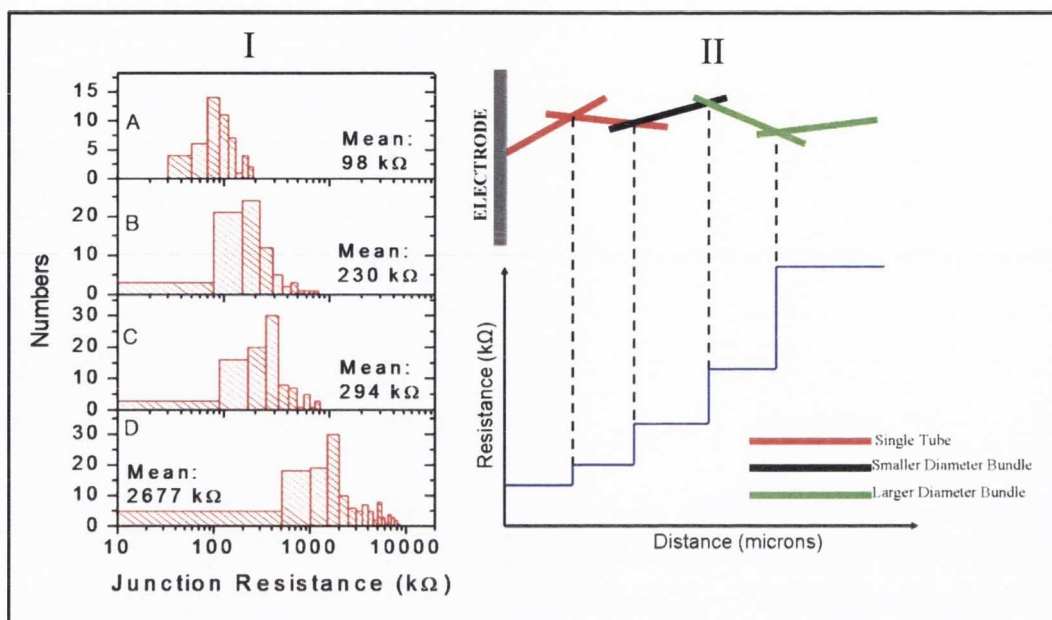 I
II
15
10
5
0
A
Mean:
98 kΩ
20
10
0
B
Mean:
230 kΩ
30
20
10
0
C
Mean:
294 kΩ
30
20
10
0
D
Mean:
2677 kΩ
Numbers
10
100
1000
10000
Junction Resistance (kΩ)
ELECTRODE
Resistance (kΩ)
Single Tube
Smaller Diameter Bundle
Larger Diameter Bundle
Distance (microns)